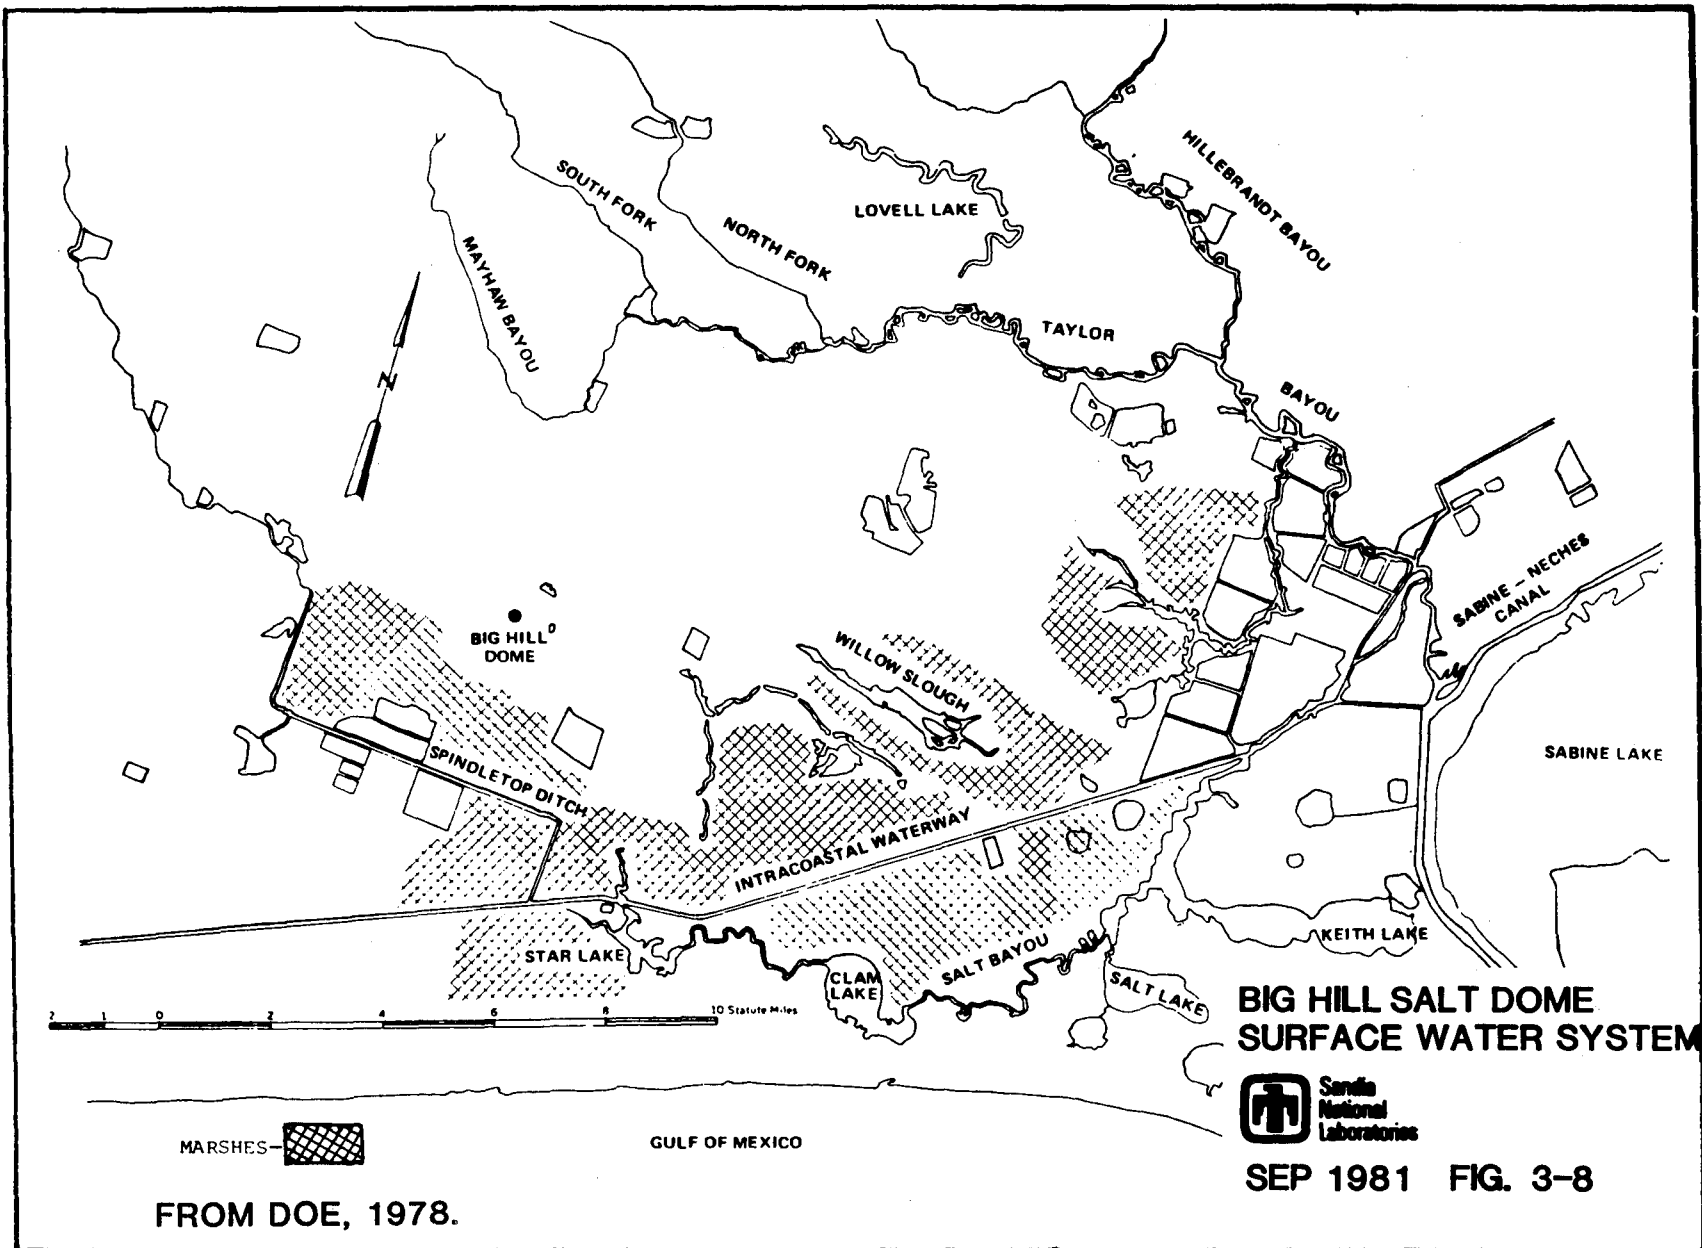 HILLEBRANDT BAYOU
SOUTH FORK
LOVELL LAKE
NORTH FORK
MAYHAW BAYOU
N
TAYLOR
BAYOU
SABINE - NECHES
CANAL
BIG HILL
DOME
WILLOW SLOUGH
SABINE LAKE
SPINDLETOP DITCH
INTRACOASTAL WATERWAY
KEITH LAKE
STAR LAKE
SALT BAYOU
CLAM
LAKE
SALT LAKE
2 1 0 2 4 6 8 10 Statute Miles
BIG HILL SALT DOME
SURFACE WATER SYSTEM
Sandia
National
Laboratories
MARSHES
GULF OF MEXICO
SEP 1981 FIG. 3-8
FROM DOE, 1978.